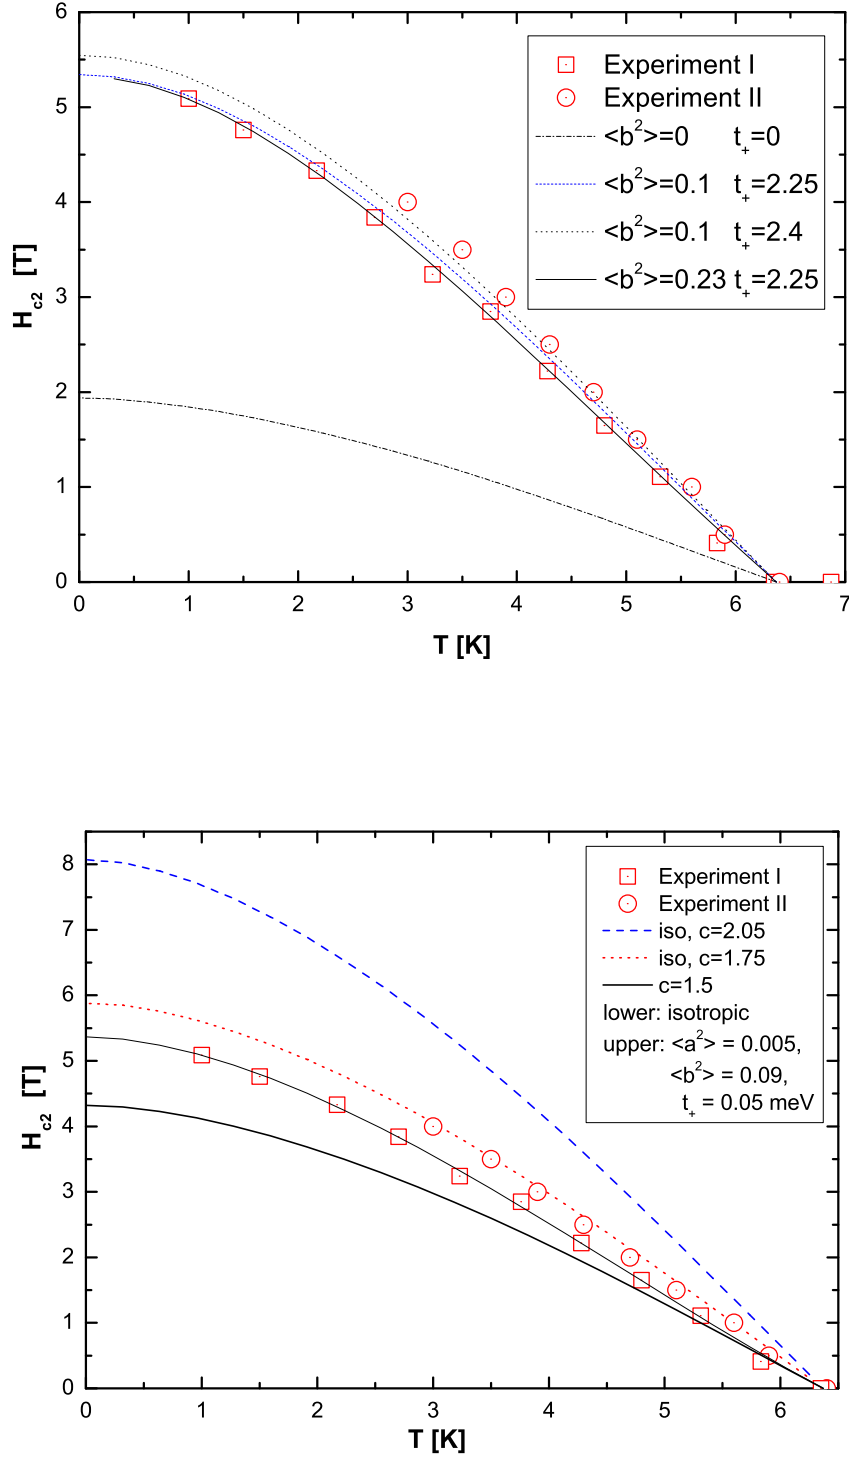 6
5
4
3
2
1
0
H_c2 [T]
Experiment I
Experiment II
<b²>=0 t₊=0
<b²>=0.1 t₊=2.25
<b²>=0.1 t₊=2.4
<b²>=0.23 t₊=2.25
0 1 2 3 4 5 6 7
T [K]
8
7
6
5
4
3
2
1
0
H_c2 [T]
Experiment I
Experiment II
iso, c=2.05
iso, c=1.75
c=1.5
lower: isotropic
upper: <a²> = 0.005,
<b²> = 0.09,
t₊ = 0.05 meV
0 1 2 3 4 5 6
T [K]